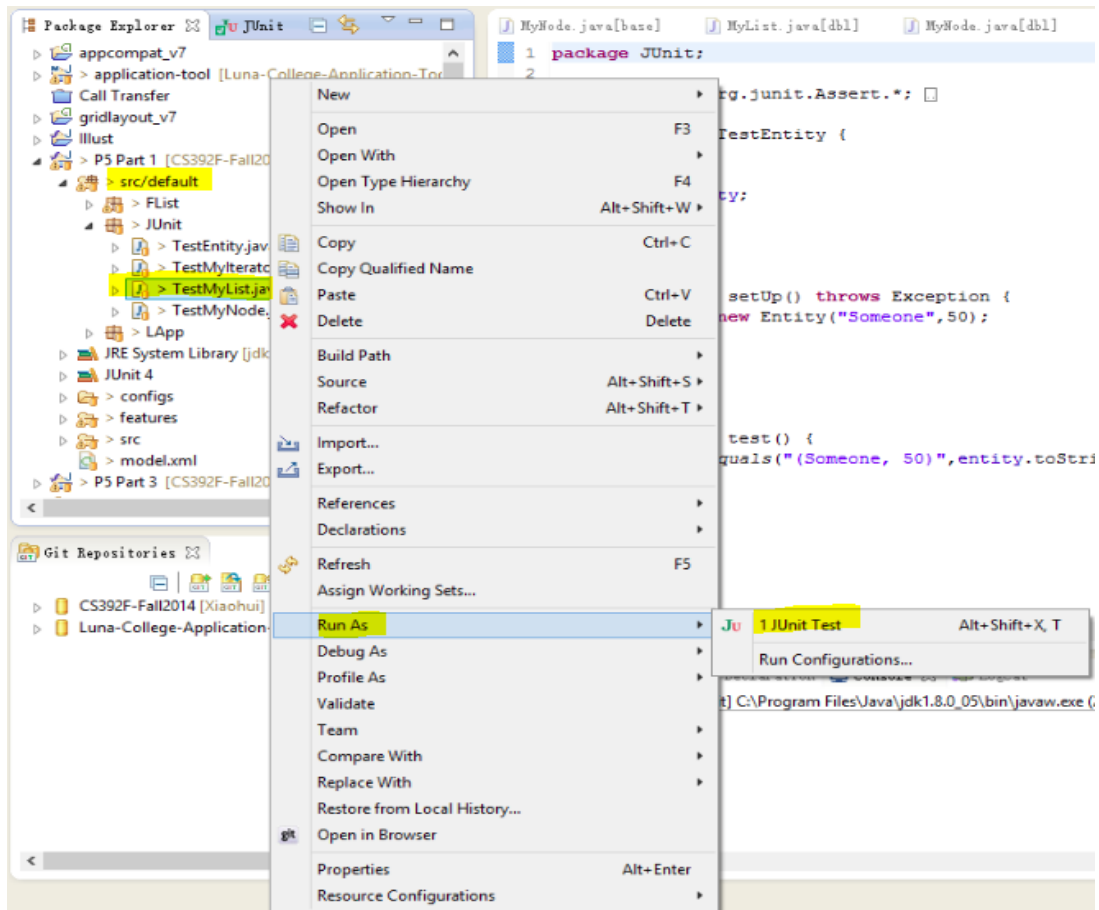 Package Explorer JUnit
appcompat_v7
> application-tool [Luna-College-Application-Too
Call Transfer
gridlayout_v7
Illust
> P5 Part 1 [CS392F-Fall20
> src/default
> FList
> JUnit
> TestEntity.jav
> TestMyIterato
> TestMyList.jav
> TestMyNode.
> LApp
JRE System Library [jdk
JUnit 4
> configs
> features
> src
> model.xml
> P5 Part 3 [CS392F-Fall20
Git Repositories
CS392F-Fall2014 [Xiaohui]
Luna-College-Application-
New
Open F3
Open With
Open Type Hierarchy F4
Show In Alt+Shift+W
Copy Ctrl+C
Copy Qualified Name
Paste Ctrl+V
Delete Delete
Build Path
Source Alt+Shift+S
Refactor Alt+Shift+T
Import...
Export...
References
Declarations
Refresh F5
Assign Working Sets...
Run As
Debug As
Profile As
Validate
Team
Compare With
Replace With
Restore from Local History...
git Open in Browser
Properties Alt+Enter
Resource Configurations
JU 1 JUnit Test Alt+Shift+X, T
Run Configurations...
MyNode.java[base] MyList.java[dbl] MyNode.java[dbl]
1 package JUnit;
2
rg.junit.Assert.*;
TestEntity {
ty;
setUp() throws Exception {
new Entity("Someone",50);
test() {
quals("(Someone, 50)",entity.toStri
Declaration Console LogCat
t] C:\Program Files\Java\jdk1.8.0_05\bin\javaw.exe (